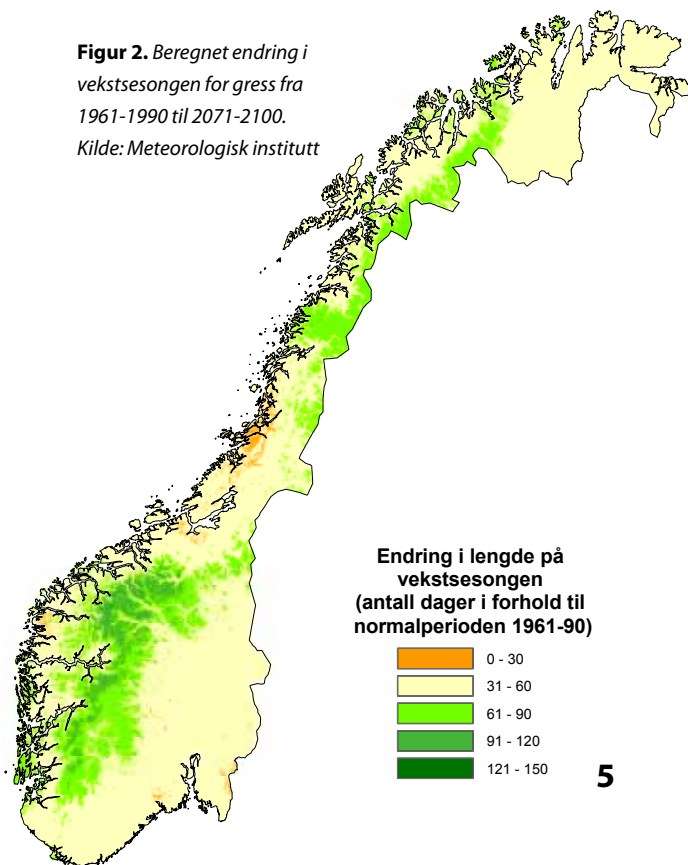 Figur 2. Beregnet endring i
vekstsesongen for gress fra
1961-1990 til 2071-2100.
Kilde: Meteorologisk institutt
Endring i lengde på
vekstsesongen
(antall dager i forhold til
normalperioden 1961-90)
0 - 30
31 - 60
61 - 90
91 - 120
121 - 150
5